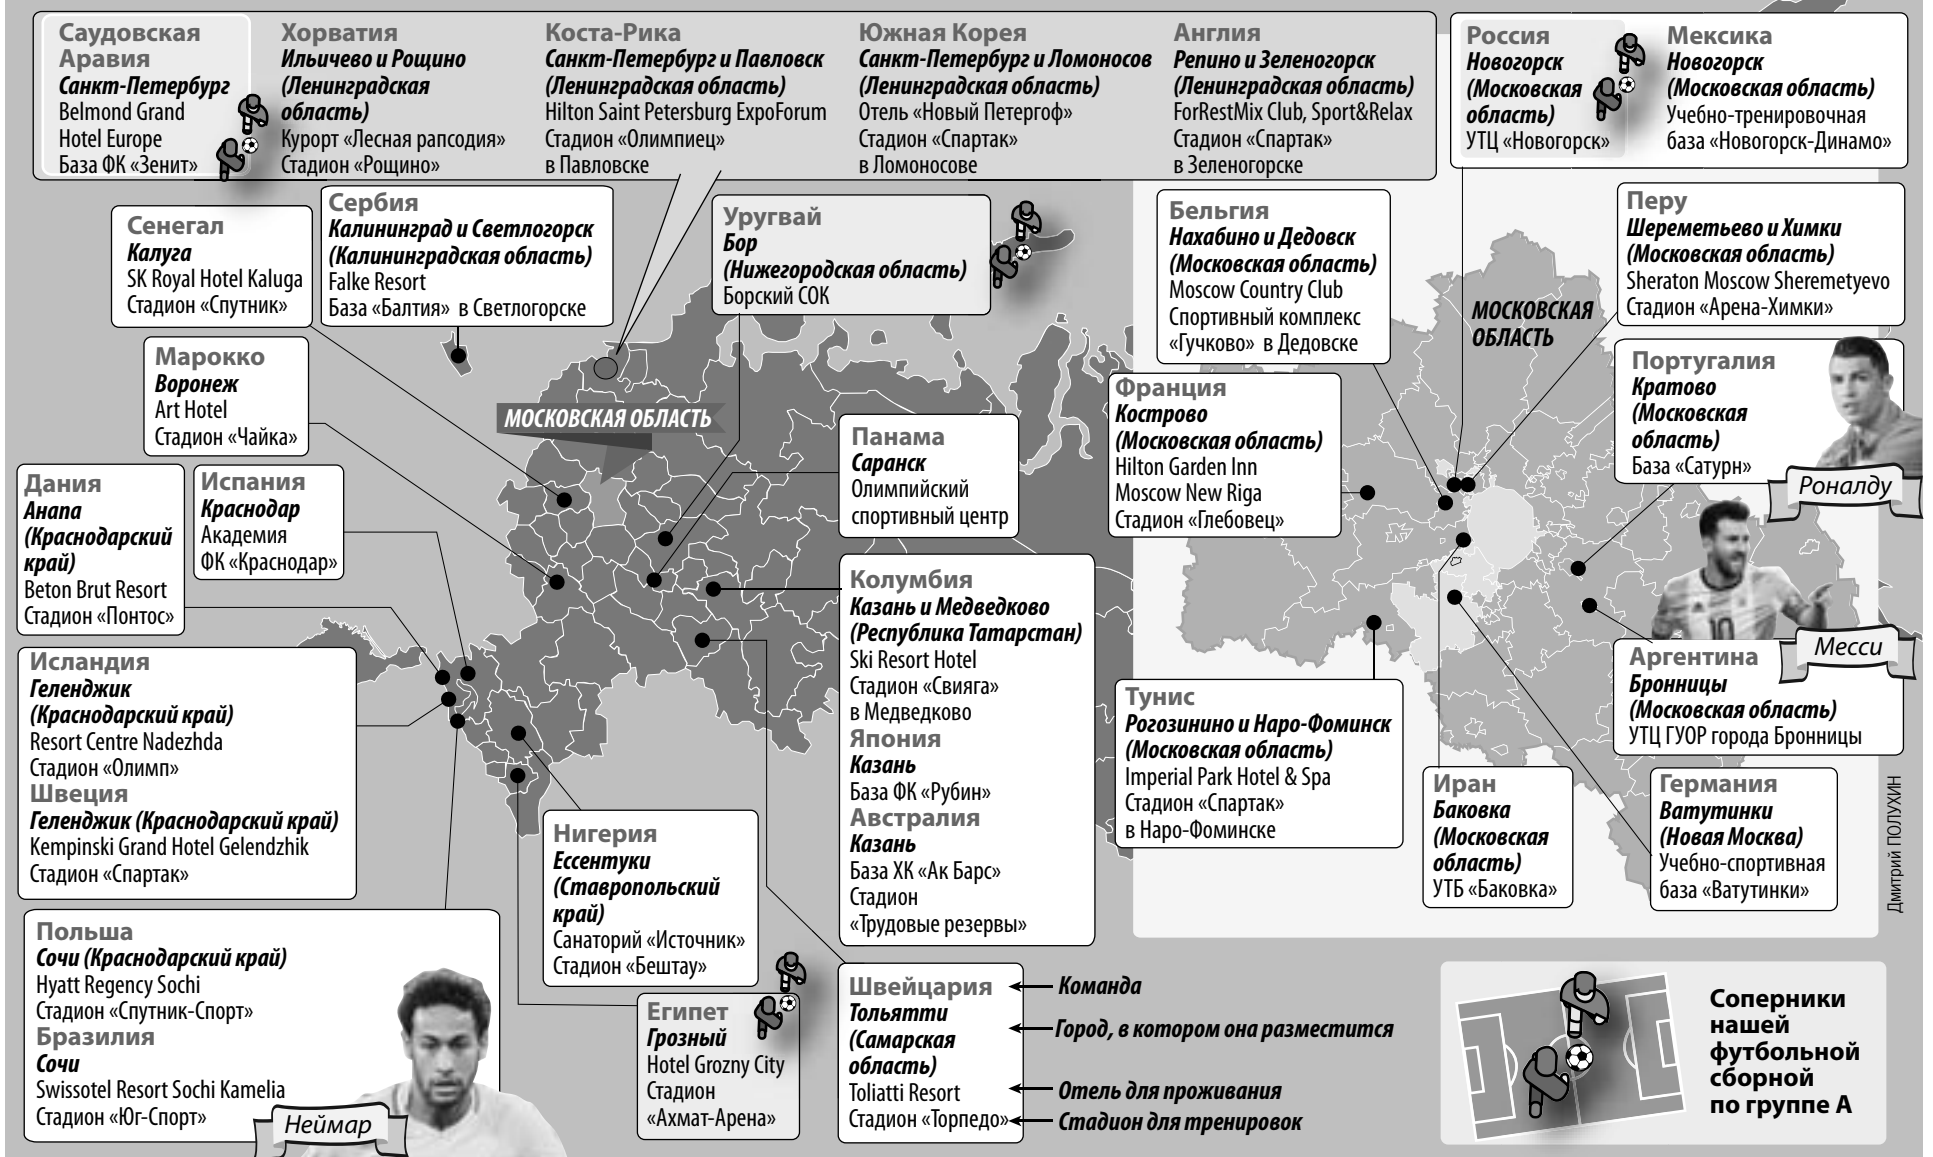 Саудовская
Аравия
Санкт-Петербург
Belmond Grand
Hotel Europe
База ФК «Зенит»
Хорватия
Ильичево и Рощино
(Ленинградская
область)
Курорт «Лесная рапсодия»
Стадион «Рощино»
Коста-Рика
Санкт-Петербург и Павловск
(Ленинградская область)
Hilton Saint Petersburg ExpoForum
Стадион «Олимпиец»
в Павловске
Южная Корея
Санкт-Петербург и Ломоносов
(Ленинградская область)
Отель «Новый Петергоф»
Стадион «Спартак»
в Ломоносове
Англия
Репино и Зеленогорск
(Ленинградская область)
ForRestMix Club, Sport&Relax
Стадион «Спартак»
в Зеленогорске
Россия
Новогорск
(Московская
область)
УТЦ «Новогорск»
Мексика
Новогорск
(Московская область)
Учебно-тренировочная
база «Новогорск-Динамо»
Сенегал
Калуга
SK Royal Hotel Kaluga
Стадион «Спутник»
Сербия
Калининград и Светлогорск
(Калининградская область)
Falke Resort
База «Балтия» в Светлогорске
Уругвай
Бор
(Нижегородская область)
Борский СОК
Бельгия
Нахабино и Дедовск
(Московская область)
Moscow Country Club
Спортивный комплекс
«Гучково» в Дедовске
Перу
Шереметьево и Химки
(Московская область)
Sheraton Moscow Sheremetyevo
Стадион «Арена-Химки»
МОСКОВСКАЯ
ОБЛАСТЬ
Марокко
Воронеж
Art Hotel
Стадион «Чайка»
МОСКОВСКАЯ ОБЛАСТЬ
Франция
Кострово
(Московская область)
Hilton Garden Inn
Moscow New Riga
Стадион «Глебовец»
Португалия
Кратово
(Московская
область)
База «Сатурн»
Роналду
Панама
Саранск
Олимпийский
спортивный центр
Дания
Анапа
(Краснодарский
край)
Beton Brut Resort
Стадион «Понтос»
Испания
Краснодар
Академия
ФК «Краснодар»
Колумбия
Казань и Медведково
(Республика Татарстан)
Ski Resort Hotel
Стадион «Свияга»
в Медведково
Япония
Казань
База ФК «Рубин»
Австралия
Казань
База ХК «Ак Барс»
Стадион
«Трудовые резервы»
10
Месси
Исландия
Геленджик
(Краснодарский край)
Resort Centre Nadezhda
Стадион «Олимп»
Швеция
Геленджик (Краснодарский край)
Kempinski Grand Hotel Gelendzhik
Стадион «Спартак»
Аргентина
Бронницы
(Московская область)
УТЦ ГУОР города Бронницы
Тунис
Рогозинино и Наро-Фоминск
(Московская область)
Imperial Park Hotel & Spa
Стадион «Спартак»
в Наро-Фоминске
Иран
Баковка
(Московская
область)
УТБ «Баковка»
Германия
Ватутинки
(Новая Москва)
Учебно-спортивная
база «Ватутинки»
Дмитрий ПОЛУХИН
Нигерия
Ессентуки
(Ставропольский
край)
Санаторий «Источник»
Стадион «Бештау»
Польша
Сочи (Краснодарский край)
Hyatt Regency Sochi
Стадион «Спутник-Спорт»
Бразилия
Сочи
Swissotel Resort Sochi Kamelia
Стадион «Юг-Спорт»
Неймар
Египет
Грозный
Hotel Grozny City
Стадион
«Ахмат-Арена»
Швейцария
Тольятти
(Самарская
область)
Toliatti Resort
Стадион «Торпедо»
Команда
Город, в котором она разместится
Отель для проживания
Стадион для тренировок
Соперники
нашей
футбольной
сборной
по группе А